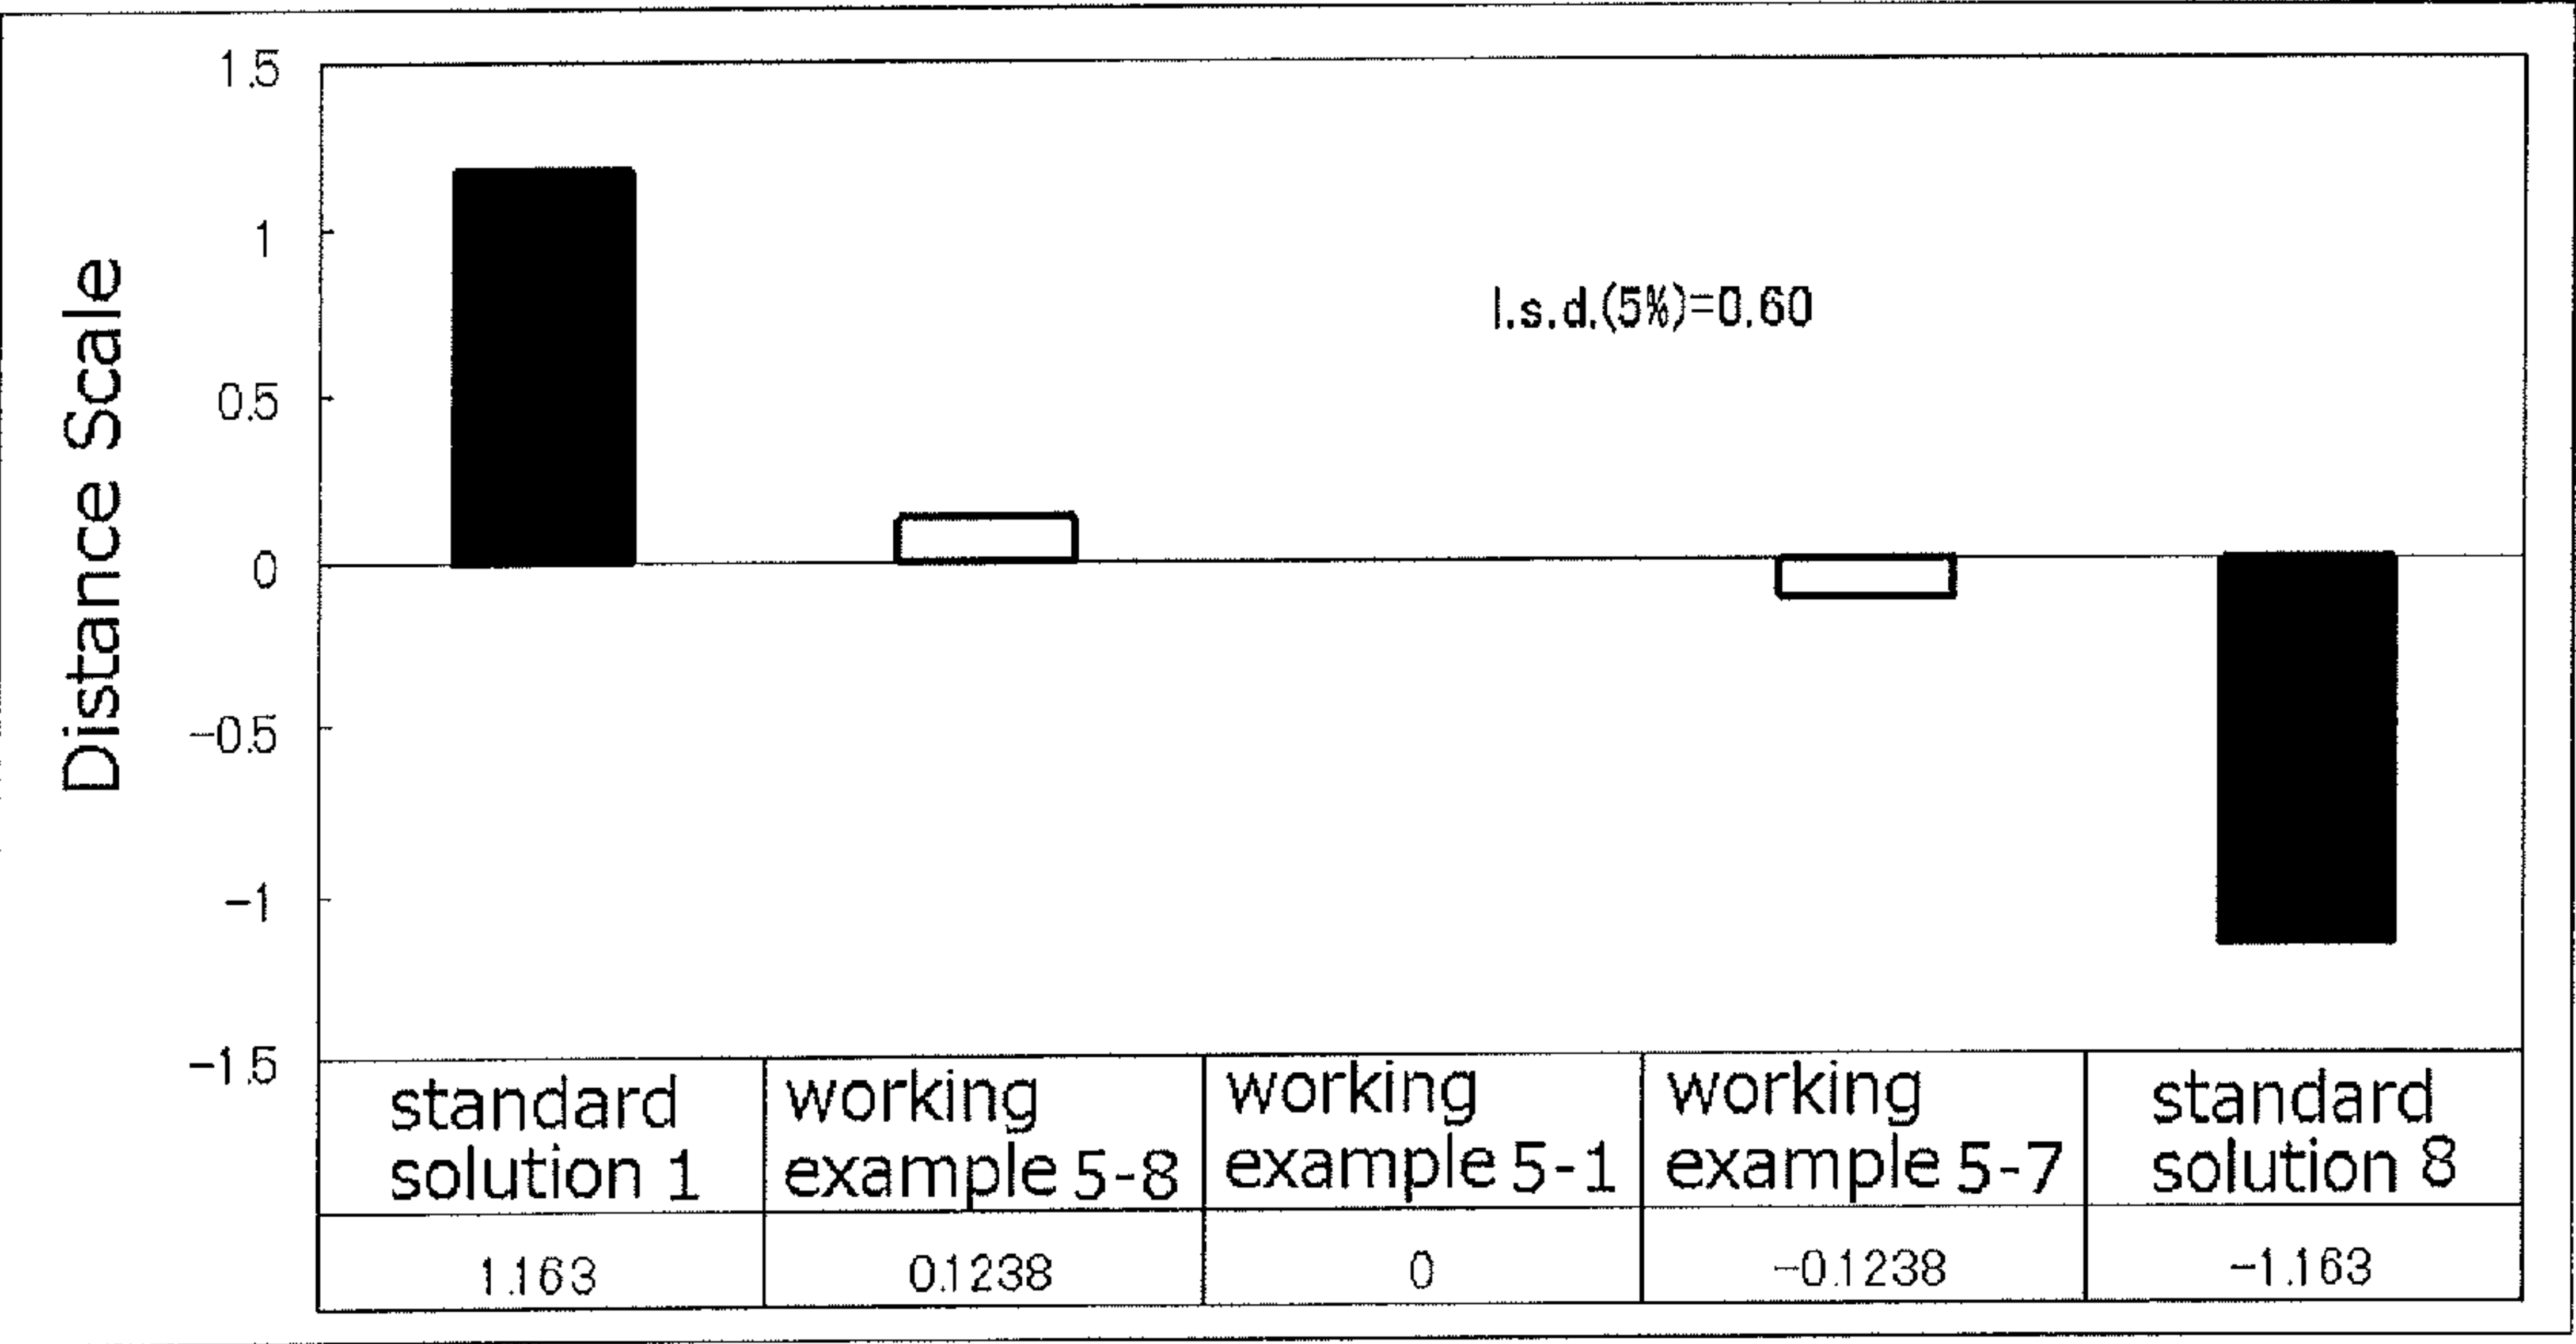 1.5
1
0.5
0
-0.5
-1
-1.5
Distance Scale
l.s.d.(5%)=0.60
standard
solution 1
working
example 5-8
working
example 5-1
working
example 5-7
standard
solution 8
1.163
0.1238
0
-0.1238
-1.163